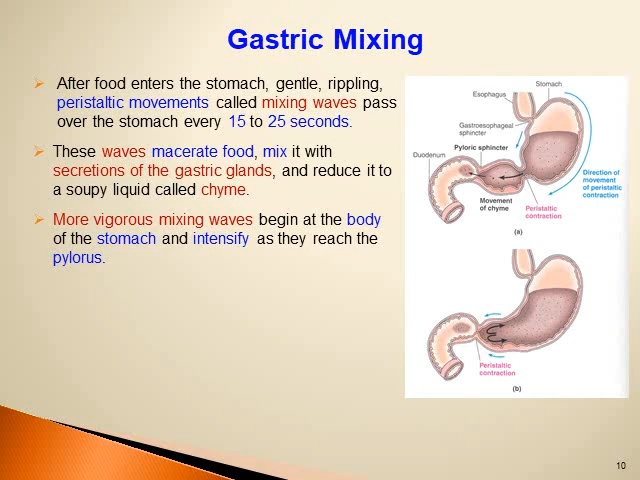 Gastric Mixing
➢ After food enters the stomach, gentle, rippling,
peristaltic movements called mixing waves pass
over the stomach every 15 to 25 seconds.
➢ These waves macerate food, mix it with
secretions of the gastric glands, and reduce it to
a soupy liquid called chyme.
➢ More vigorous mixing waves begin at the body
of the stomach and intensify as they reach the
pylorus.
Stomach
Esophagus
Gastroesophageal
sphincter
Pyloric sphincter
Duodenum
Direction of
movement
of peristaltic
contraction
Movement
of chyme
Peristaltic
contraction
(a)
Peristaltic
contraction
(b)
10